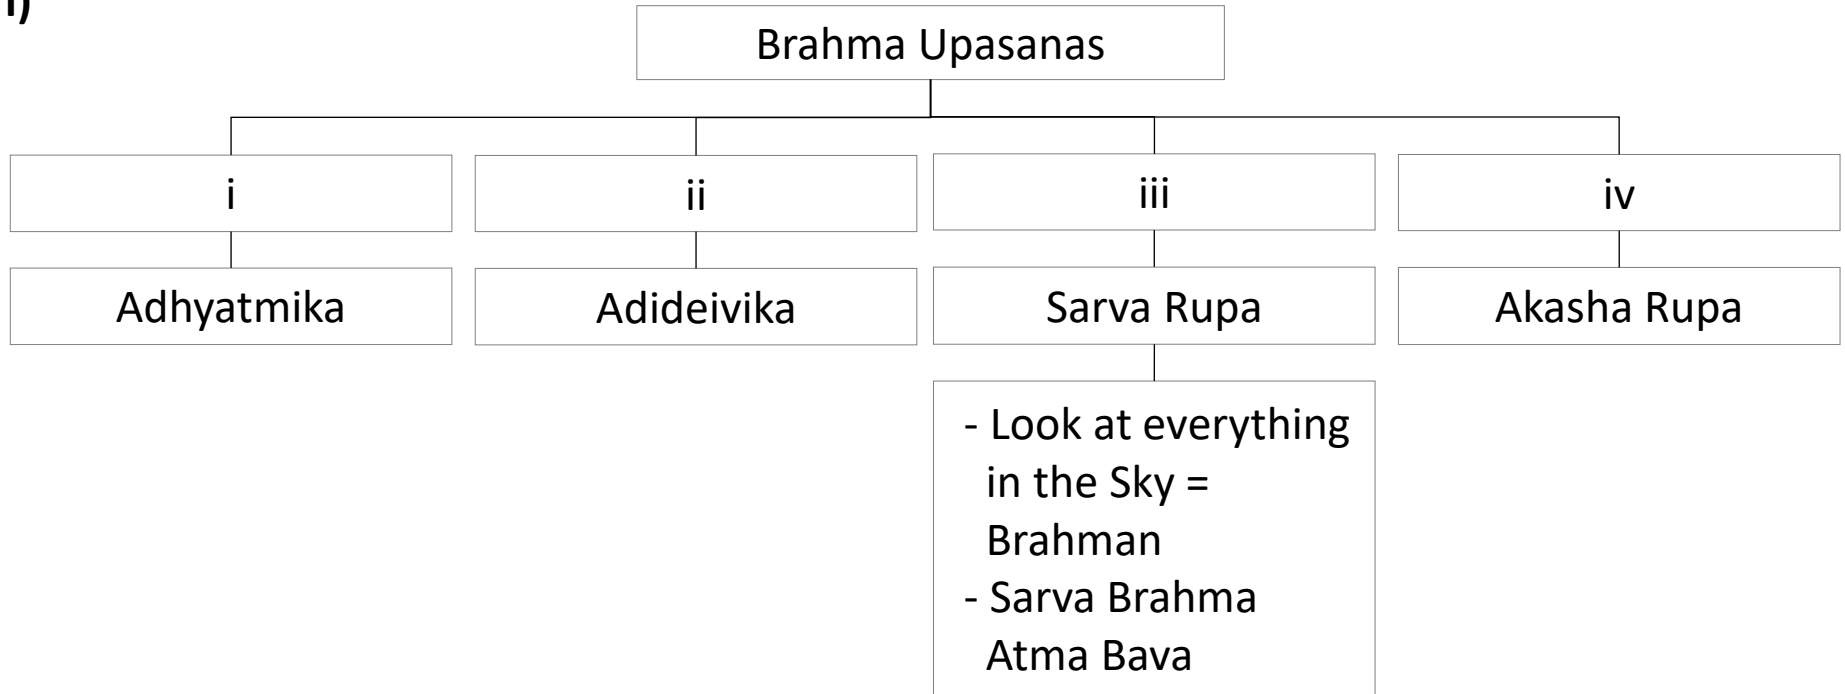 i)
Brahma Upasanas
i
ii
iii
iv
Adhyatmika
Adideivika
Sarva Rupa
Akasha Rupa
- Look at everything
in the Sky =
Brahman
- Sarva Brahma
Atma Bava